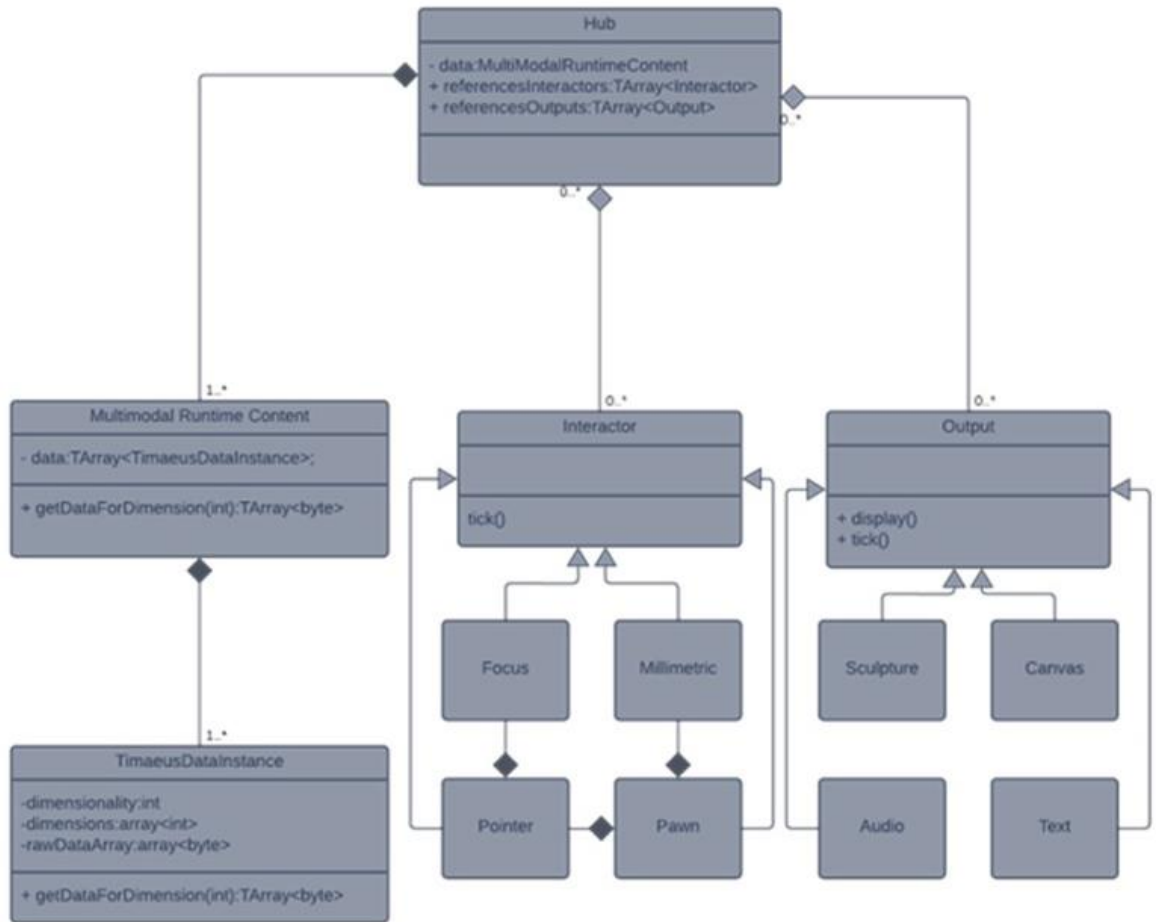 Hub
- data:MultiModalRuntimeContent
+ referencesInteractors:TArray<Interactor>
+ referencesOutputs:TArray<Output>
0..*
0..*
1..*
Multimodal Runtime Content
- data:TArray<TimaeusDataInstance>;
+ getDataForDimension(int):TArray<byte>
0..*
Interactor
tick()
0..*
Output
+ display()
+ tick()
Focus
Millimetric
Sculpture
Canvas
1..*
TimaeusDataInstance
-dimensionality:int
-dimensions:array<int>
-rawDataArray:array<byte>
+ getDataForDimension(int):TArray<byte>
Pointer
Pawn
Audio
Text